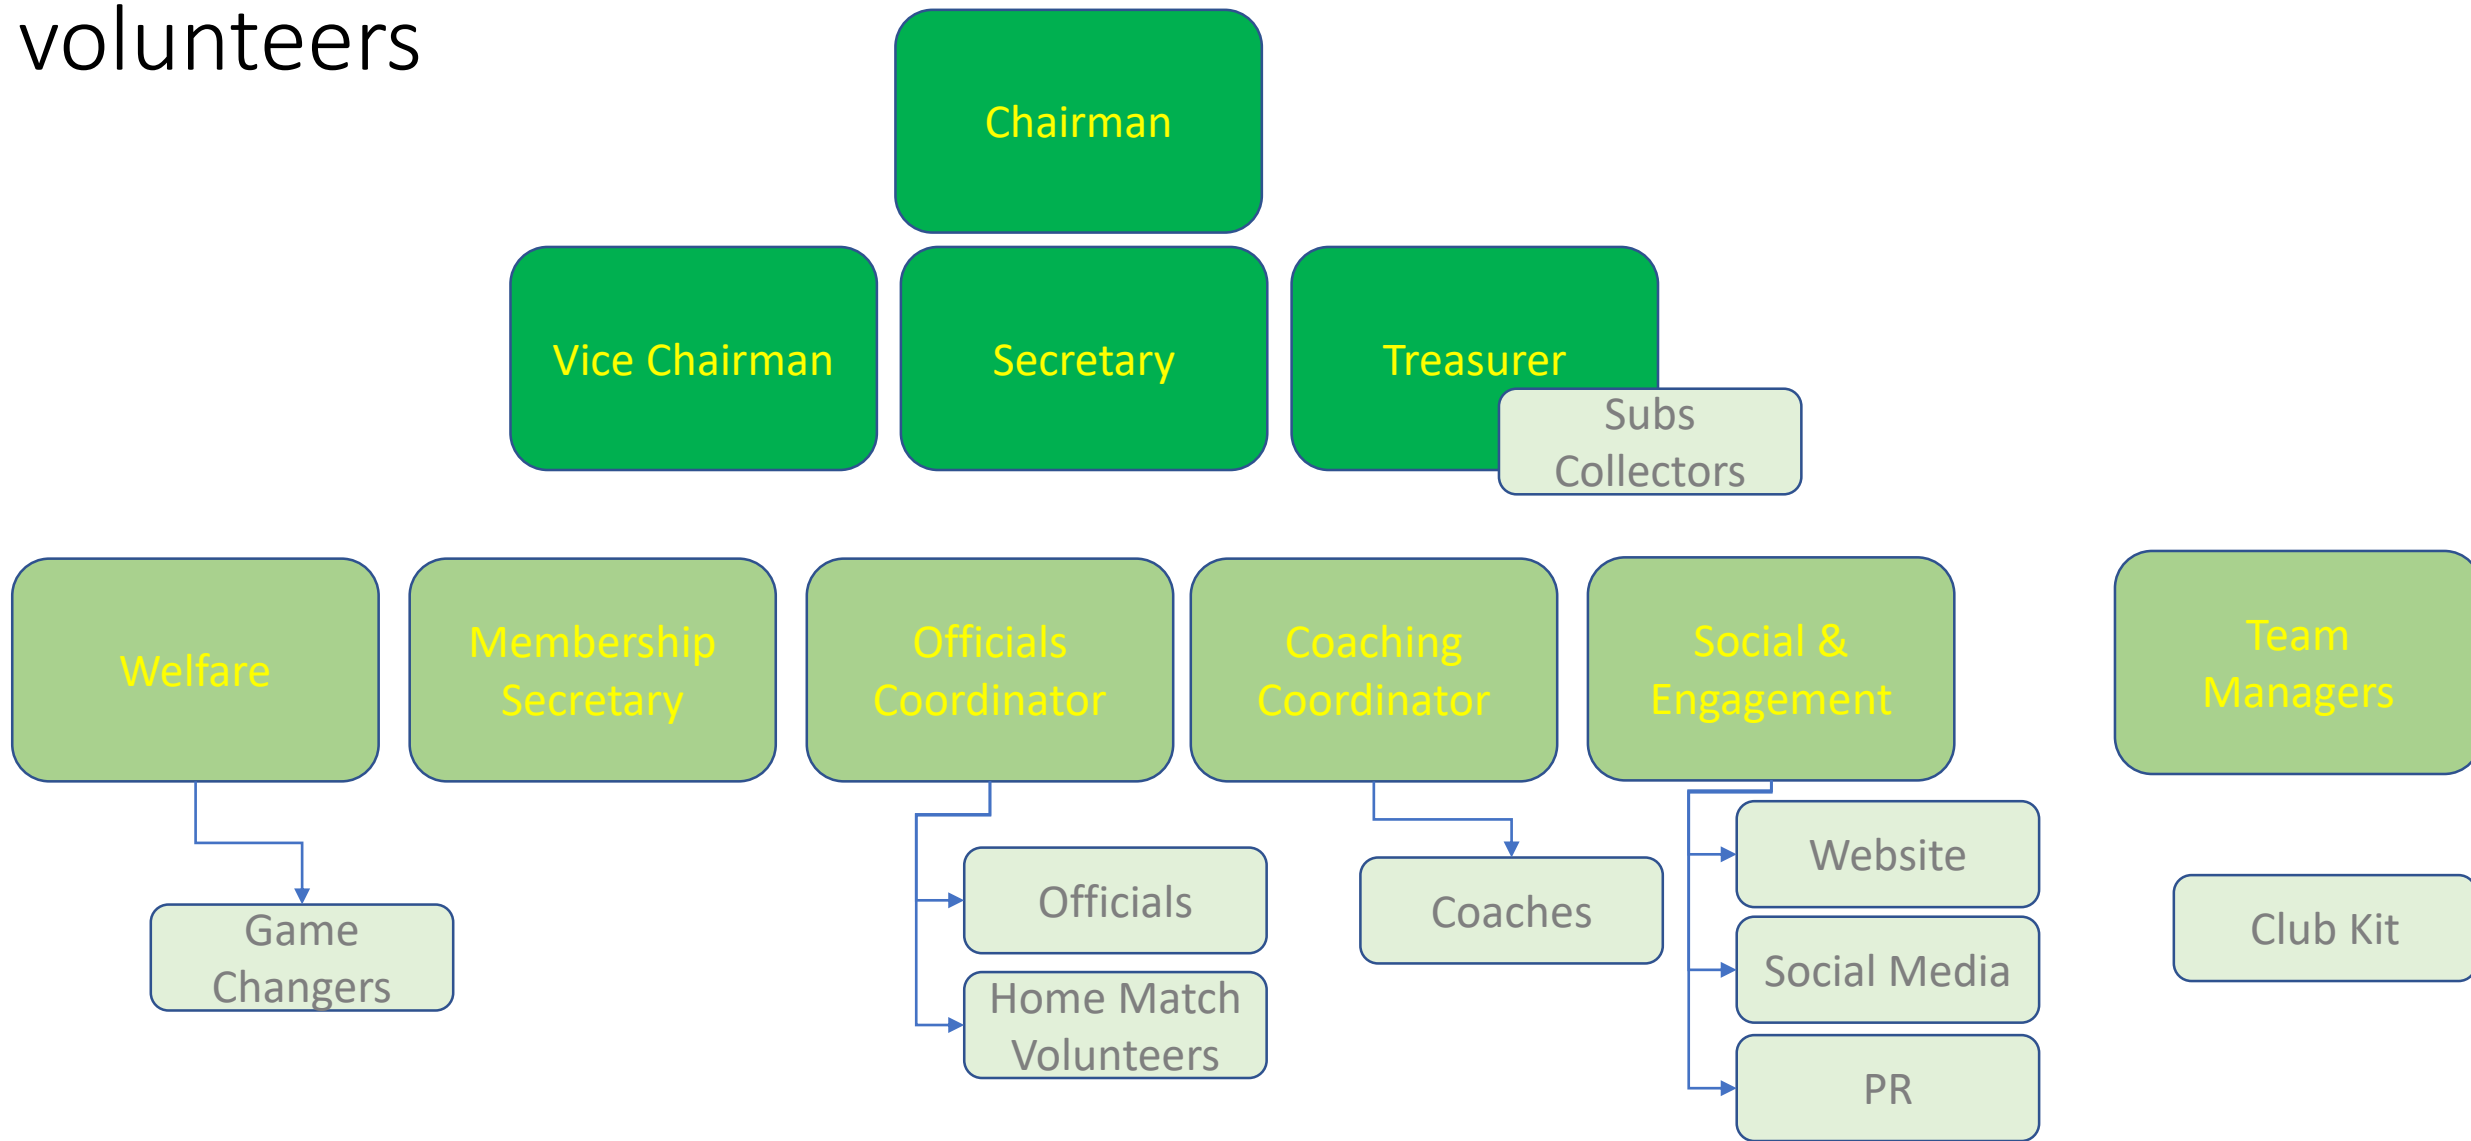 volunteers
Chairman
Vice Chairman
Secretary
Treasurer
Subs
Collectors
Welfare
Membership
Secretary
Officials
Coordinator
Coaching
Coordinator
Social &
Engagement
Team
Managers
Game
Changers
Officials
Home Match
Volunteers
Coaches
Website
Social Media
PR
Club Kit